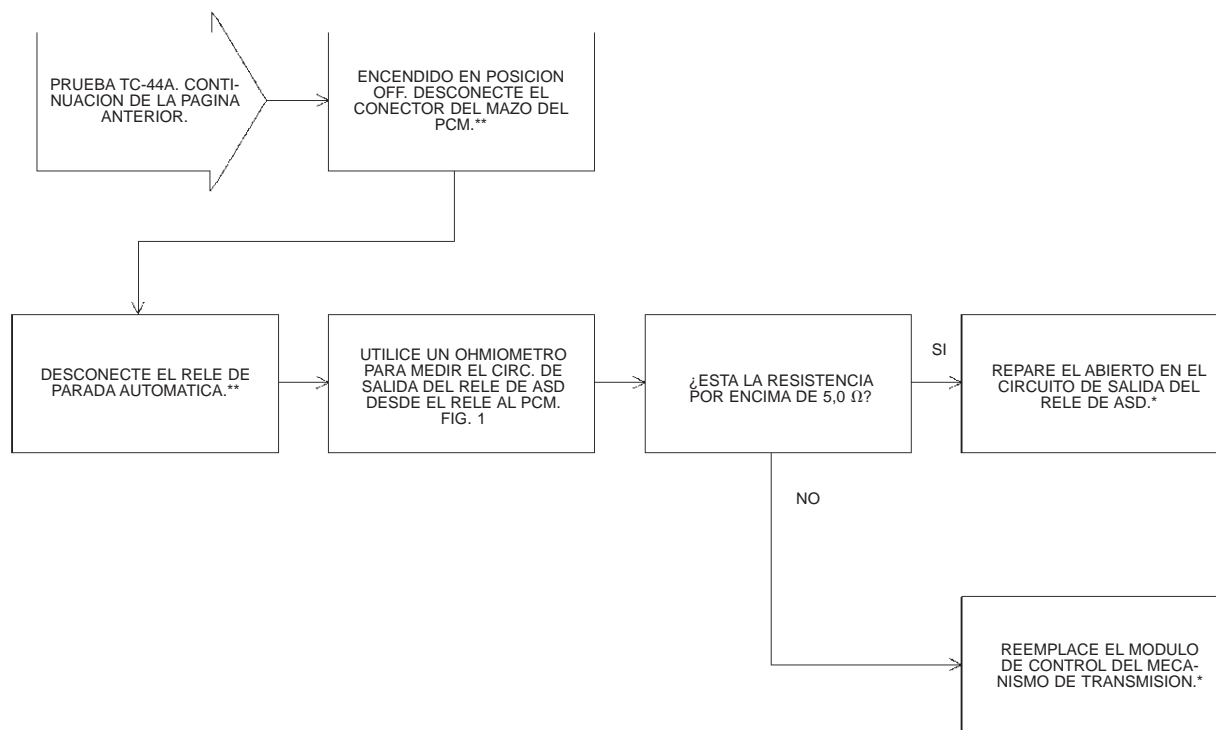 PRUEBA TC-44A. CONTI-
NUACION DE LA PAGINA
ANTERIOR.
ENCENDIDO EN POSICION
OFF. DESCONECTE EL
CONECTOR DEL MAZO DEL
PCM.**
DESCONECTE EL RELE DE
PARADA AUTOMATICA.**
UTILICE UN OHMIOMETRO
PARA MEDIR EL CIRC. DE
SALIDA DEL RELE DE ASD
DESDE EL RELE AL PCM.
FIG. 1
¿ESTA LA RESISTENCIA
POR ENCIMA DE 5,0 Ω?
SI
REPARE EL ABIERTO EN EL
CIRCUITO DE SALIDA DEL
RELE DE ASD.*
NO
REEMPLACE EL MODULO
DE CONTROL DEL MECA-
NISMO DE TRANSMISION.*